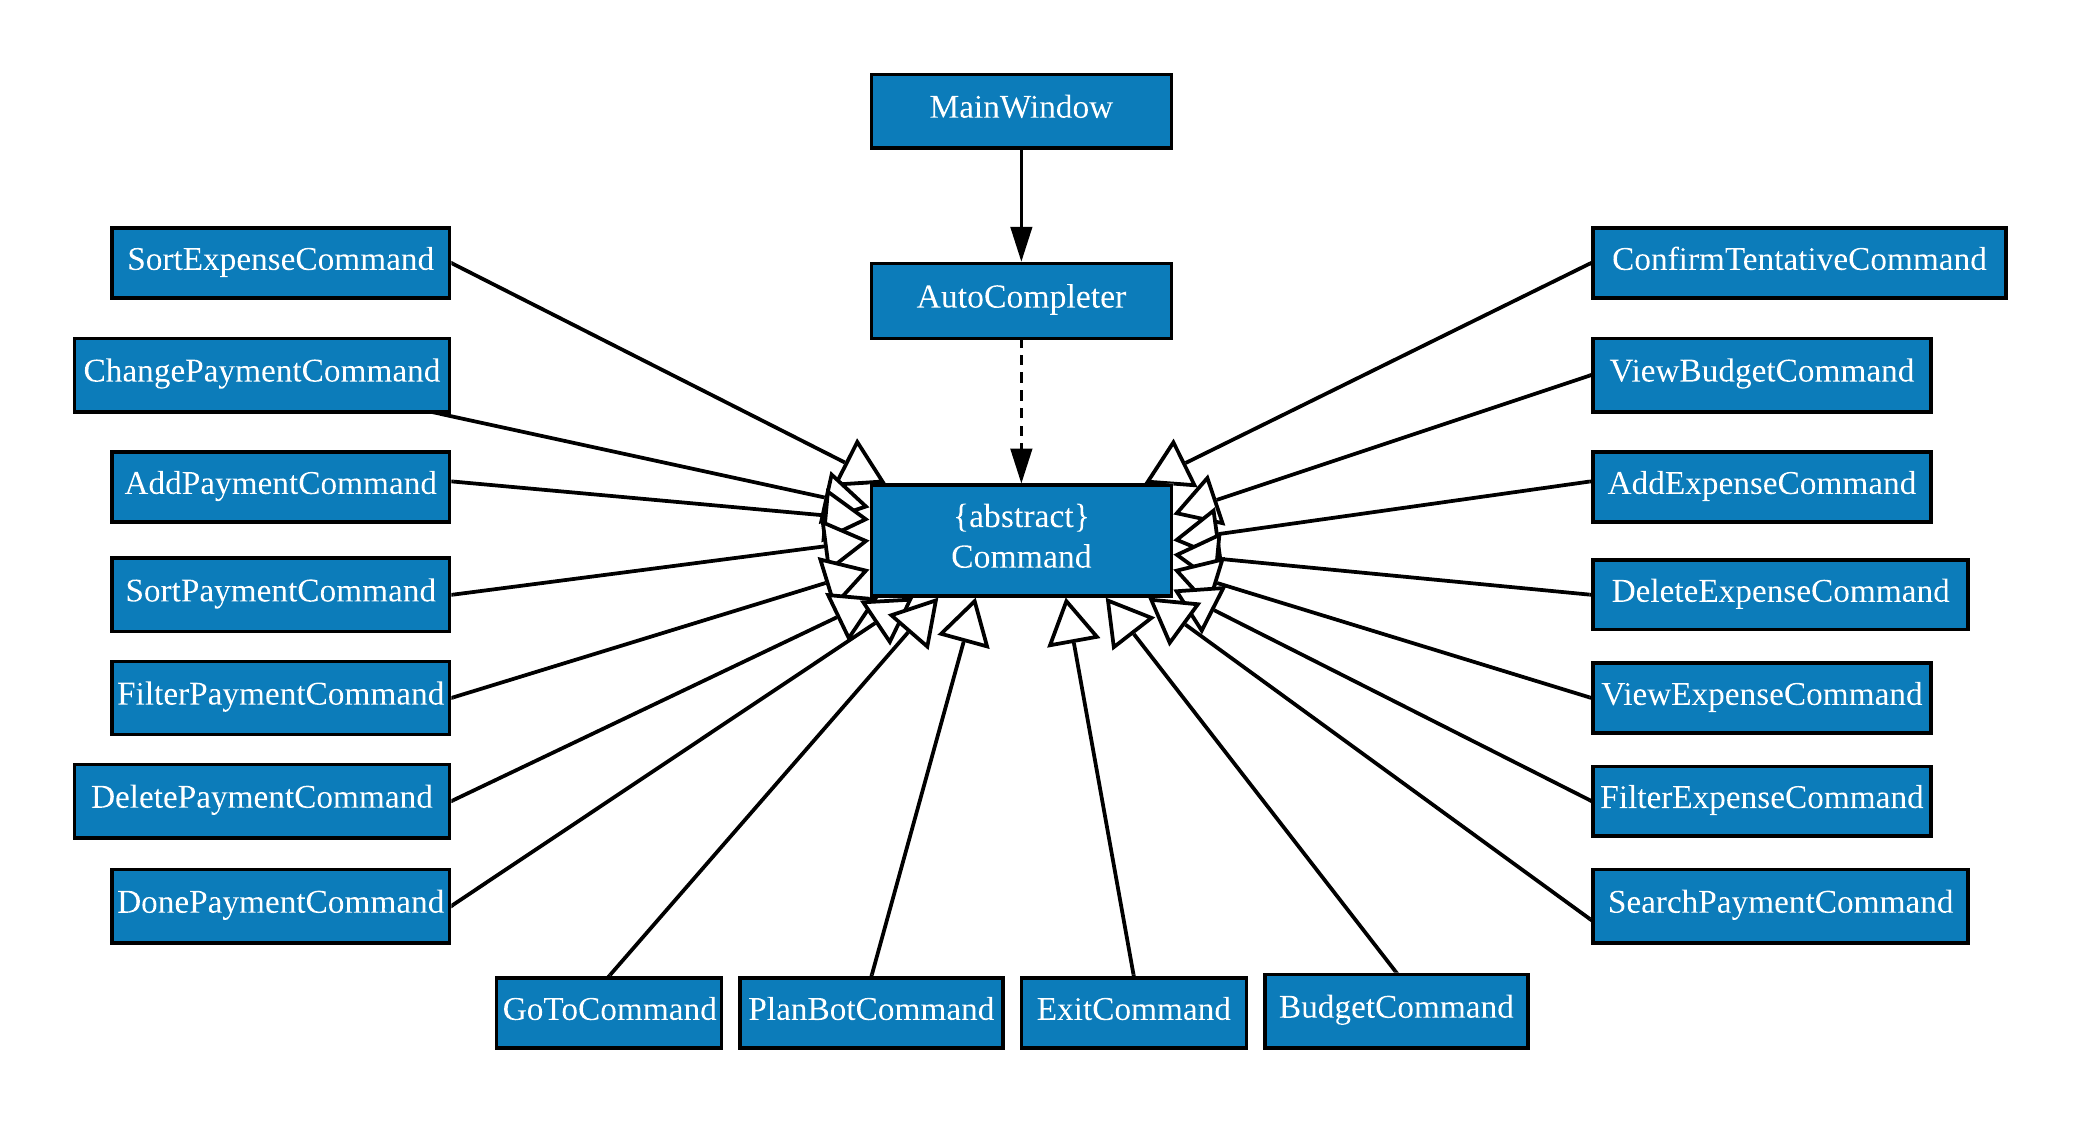 MainWindow
SortExpenseCommand
ConfirmTentativeCommand
AutoCompleter
ChangePaymentCommand
ViewBudgetCommand
AddPaymentCommand
AddExpenseCommand
{abstract}
Command
SortPaymentCommand
DeleteExpenseCommand
FilterPaymentCommand
ViewExpenseCommand
DeletePaymentCommand
FilterExpenseCommand
DonePaymentCommand
SearchPaymentCommand
GoToCommand
PlanBotCommand
ExitCommand
BudgetCommand